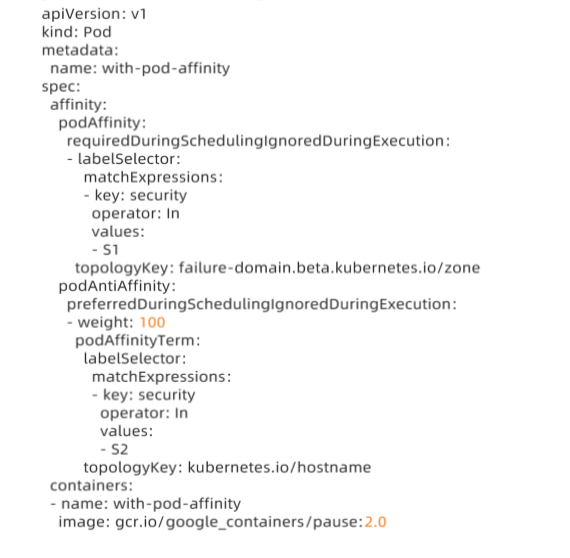 apiVersion: v1
kind: Pod
metadata:
 name: with-pod-affinity
spec:
 affinity:
  podAffinity:
   requiredDuringSchedulingIgnoredDuringExecution:
   - labelSelector:
     matchExpressions:
     - key: security
      operator: In
      values:
      - S1
    topologyKey: failure-domain.beta.kubernetes.io/zone
  podAntiAffinity:
   preferredDuringSchedulingIgnoredDuringExecution:
   - weight: 100
    podAffinityTerm:
     labelSelector:
      matchExpressions:
      - key: security
       operator: In
       values:
       - S2
     topologyKey: kubernetes.io/hostname
 containers:
 - name: with-pod-affinity
  image: gcr.io/google_containers/pause:2.0